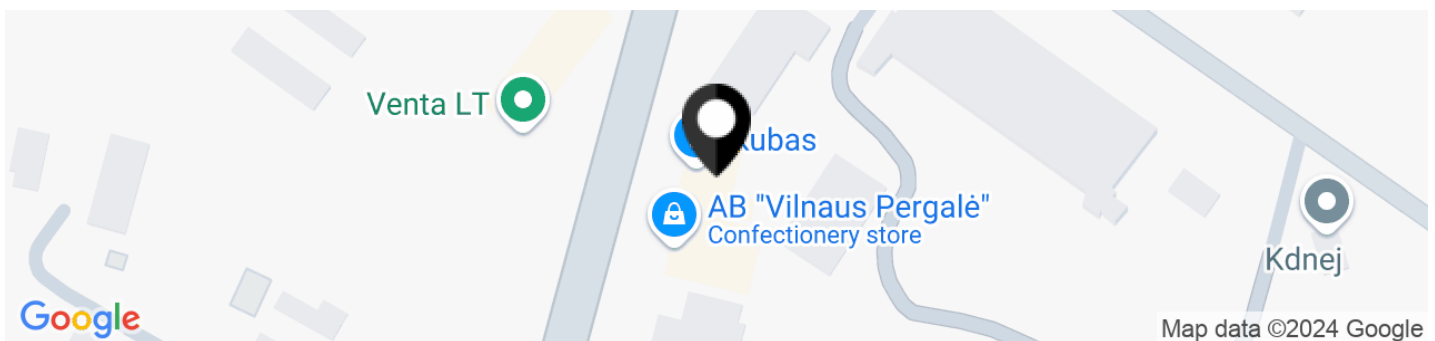 Venta LT
kubas
AB "Vilnaus Pergalė"
Confectionery store
Kdnej
Google
Map data ©2024 Google